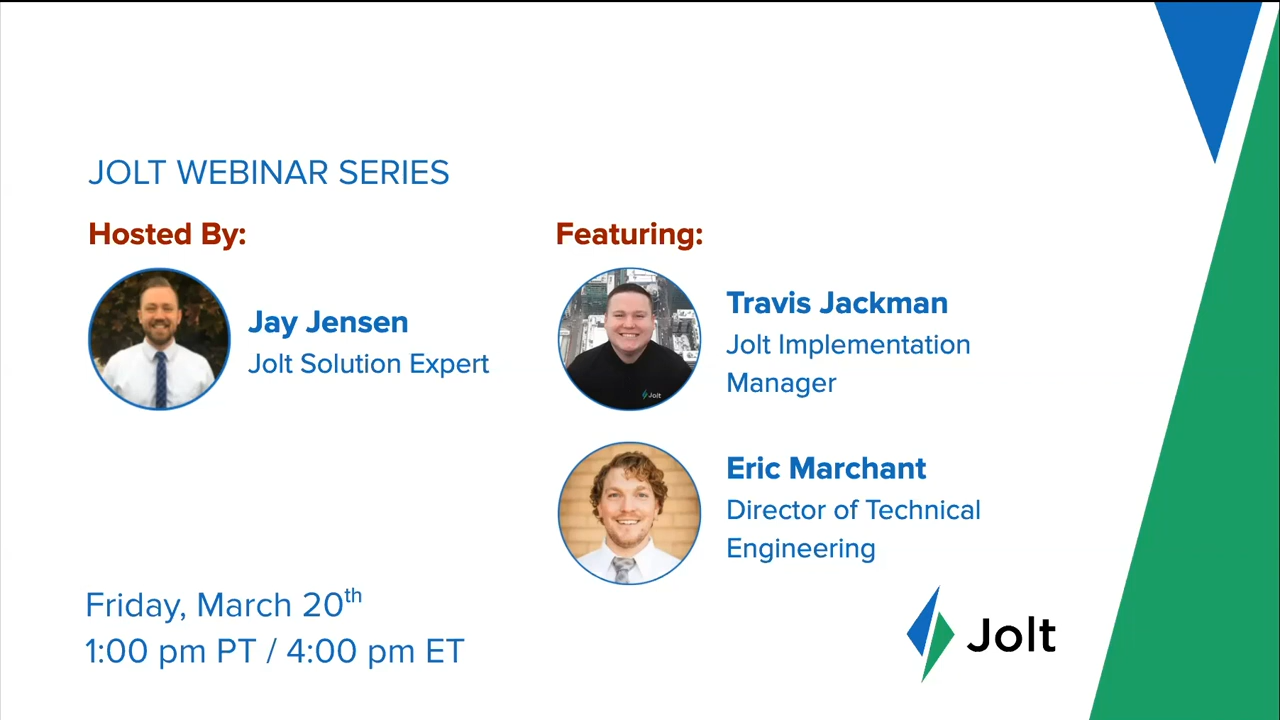 JOLT WEBINAR SERIES
Hosted By:
Jay Jensen
Jolt Solution Expert
Featuring:
Travis Jackman
Jolt Implementation
Manager
Jolt
Eric Marchant
Director of Technical
Engineering
Friday, March 20th
1:00 pm PT / 4:00 pm ET
Jolt